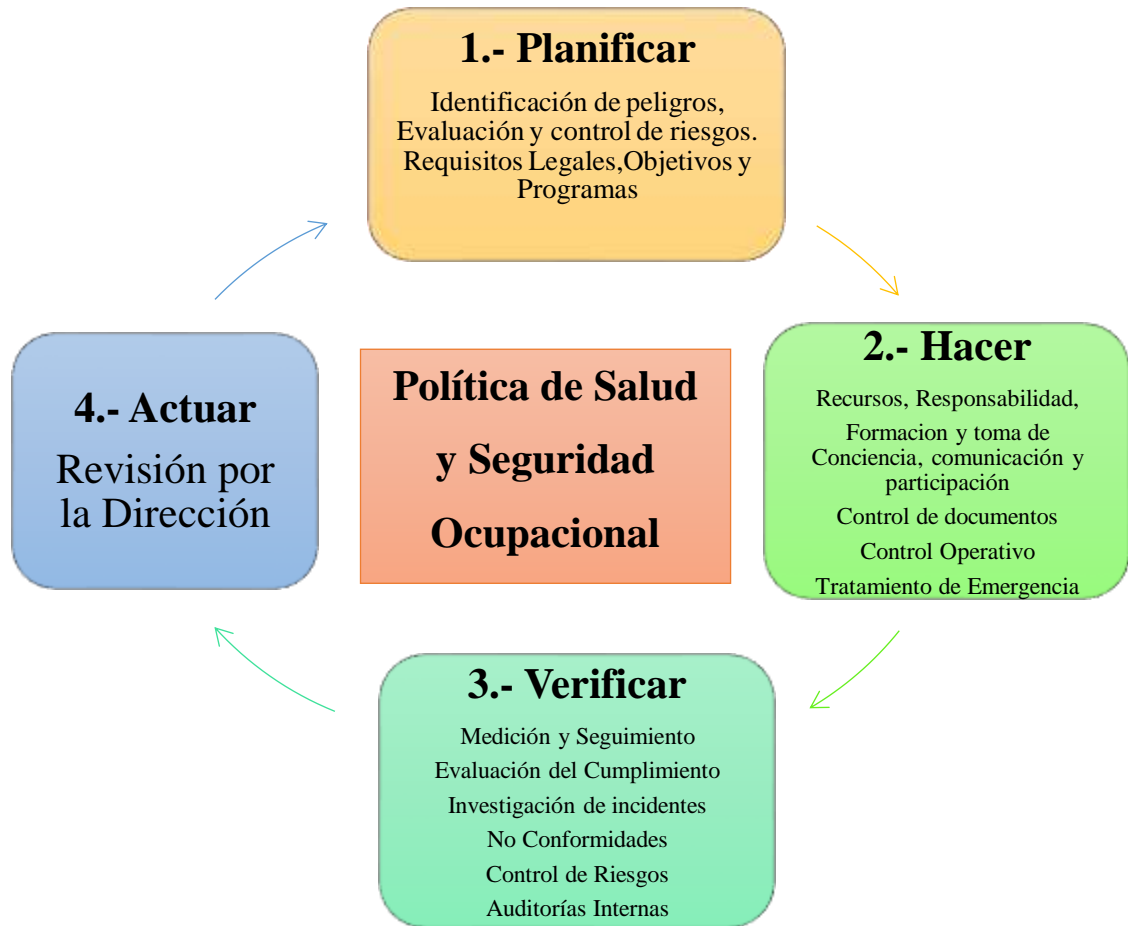 1.- Planificar
Identificación de peligros,
Evaluación y control de riesgos.
Requisitos Legales,Objetivos y
Programas
2.- Hacer
Recursos, Responsabilidad,
Formacion y toma de
Conciencia, comunicación y
participación
Control de documentos
Control Operativo
Tratamiento de Emergencia
3.- Verificar
Medición y Seguimiento
Evaluación del Cumplimiento
Investigación de incidentes
No Conformidades
Control de Riesgos
Auditorías Internas
4.- Actuar
Revisión por
la Dirección
Política de Salud
y Seguridad
Ocupacional